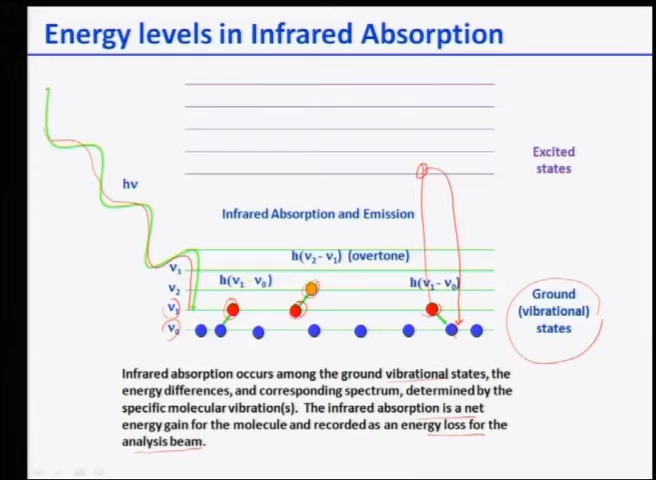 Energy levels in Infrared Absorption
hν
Excited
states
Infrared Absorption and Emission
h(ν₂ - ν₁) (overtone)
ν₃
h(ν₁ ν₀)
h(ν₁ - ν₀)
ν₂
ν₁
ν₀
Ground
(vibrational)
states
Infrared absorption occurs among the ground vibrational states, the
energy differences, and corresponding spectrum, determined by the
specific molecular vibration(s). The infrared absorption is a net
energy gain for the molecule and recorded as an energy loss for the
analysis beam.